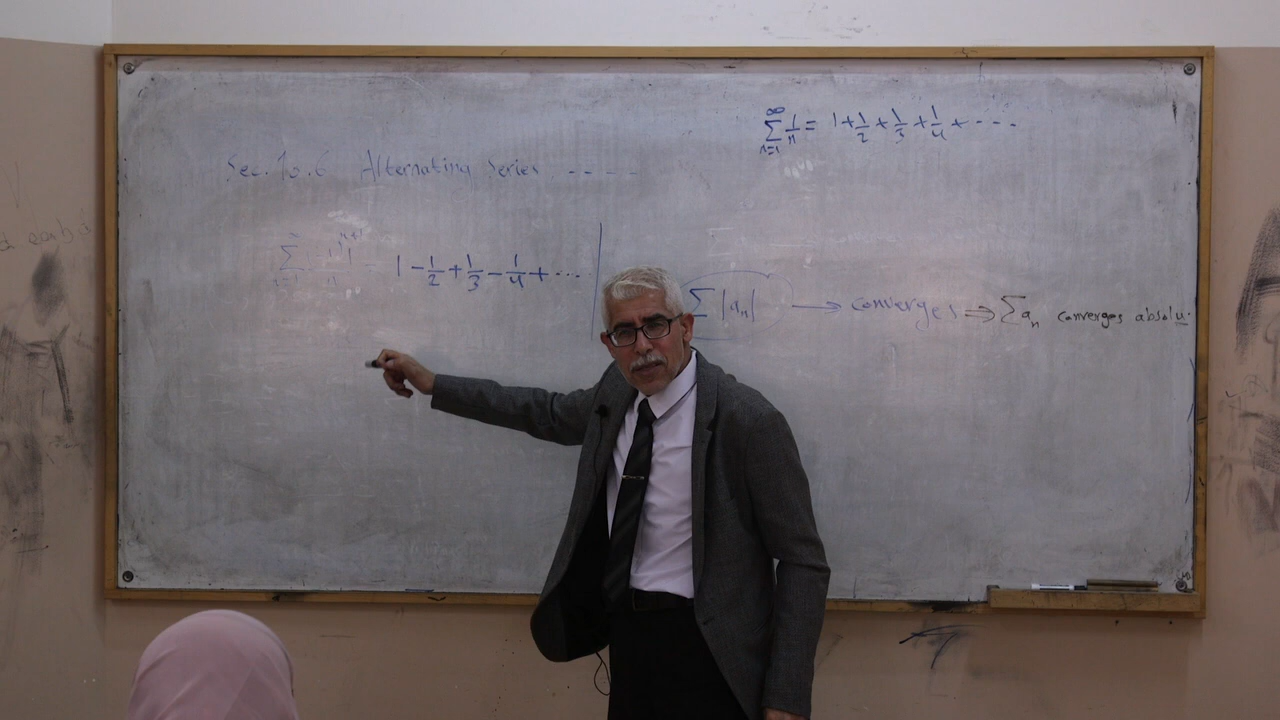 ∑_{n=1}^{∞} 1/n = 1 + 1/2 + 1/3 + 1/4 + ...
Sec. 10.6 Alternating Series -----
∑_{n=1} (-1)^{n+1} 1/n = 1 - 1/2 + 1/3 - 1/4 + ...
∑ |a_n| → converges ⇒ ∑ a_n converges absolu.